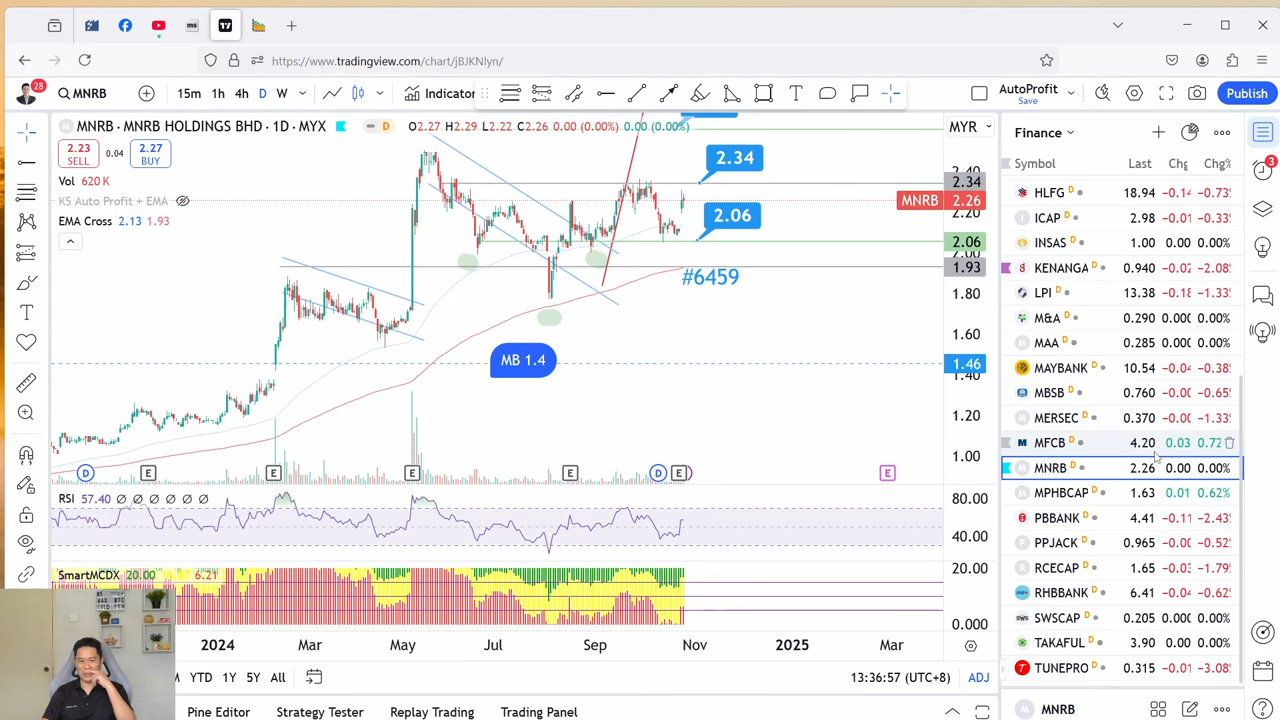 https://www.tradingview.com/chart/jBJKNlyn/
28
MNRB
15m 1h 4h D W
Indicator
AutoProfit
Save
Publish
MNRB · MNRB HOLDINGS BHD · 1D · MYX
D
O2.27 H2.29 L2.22 C2.26 0.00 (0.00%) 0.00 (0.00%)
MYR
2.23
SELL
0.04
2.27
BUY
Vol 620 K
KS Auto Profit + EMA
EMA Cross 2.13 1.93
2.34
2.06
#6459
MB 1.4
2.40
2.34
MNRB 2.26
2.20
2.06
2.00
1.93
1.80
1.60
1.46
1.40
1.20
1.00
D E E E E D E E
RSI 57.40 Ø Ø Ø Ø Ø Ø
80.00
40.00
SmartMCDX 20.00 6.21
20.00
0.000
2024 Mar May Jul Sep Nov 2025 Mar
YTD 1Y 5Y All
13:36:57 (UTC+8)
ADJ
Pine Editor Strategy Tester Replay Trading Trading Panel
Finance
Symbol Last Chg Chg%
HLFG D 18.94 -0.14 -0.73%
ICAP D 2.98 -0.01 -0.33%
INSAS D 1.00 -0.00 -0.00%
KENANGA D 0.940 -0.02 -2.08%
LPI D 13.38 -0.18 -1.33%
M&A D 0.290 0.000 0.00%
MAA D 0.285 0.000 0.00%
MAYBANK D 10.54 -0.04 -0.38%
MBSB D 0.760 -0.00 -0.65%
MERSEC D 0.370 -0.00 -1.33%
MFCB D 4.20 0.03 0.72
MNRB D 2.26 0.00 0.00%
MPHBCAP D 1.63 0.01 0.62%
PBBANK D 4.41 -0.11 -2.43%
PPJACK D 0.965 -0.00 -0.52%
RCECAP D 1.65 -0.03 -1.79%
RHBBANK D 6.41 -0.04 -0.62%
SWSCAP D 0.205 0.000 0.00%
TAKAFUL D 3.90 0.00 0.00%
TUNEPRO D 0.315 -0.01 -3.08%
MNRB
3